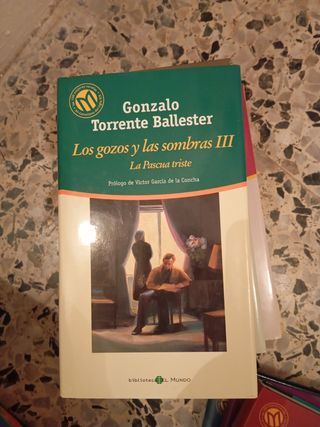 Gonzalo
Torrente Ballester
Los gozos y las sombras III
La Pascua triste
Prólogo de Víctor García de la Concha
biblioteca EL MUNDO